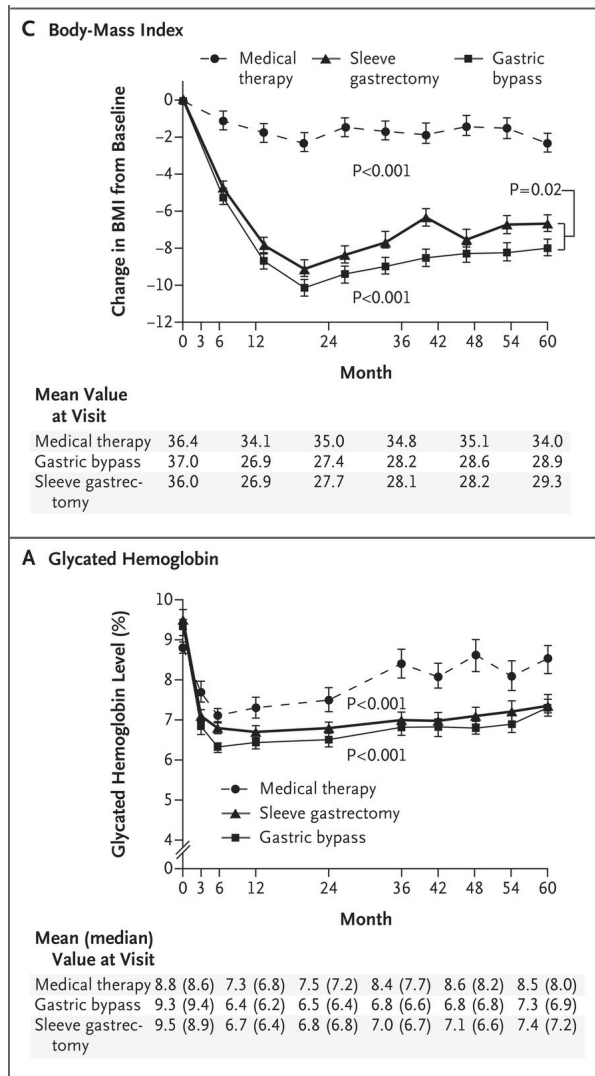 C Body-Mass Index
Medical therapy Sleeve gastrectomy Gastric bypass
0
−2
−4
−6
−8
−10
−12
Change in BMI from Baseline
P<0.001
P=0.02
P<0.001
0 3 6 12 24 36 42 48 54 60
Month
Mean Value
at Visit
Medical therapy 36.4 34.1 35.0 34.8 35.1 34.0
Gastric bypass 37.0 26.9 27.4 28.2 28.6 28.9
Sleeve gastrec- 36.0 26.9 27.7 28.1 28.2 29.3
tomy
A Glycated Hemoglobin
10
9
8
7
6
5
4
0
Glycated Hemoglobin Level (%)
P<0.001
P<0.001
Medical therapy
Sleeve gastrectomy
Gastric bypass
0 3 6 12 24 36 42 48 54 60
Month
Mean (median)
Value at Visit
Medical therapy 8.8 (8.6) 7.3 (6.8) 7.5 (7.2) 8.4 (7.7) 8.6 (8.2) 8.5 (8.0)
Gastric bypass 9.3 (9.4) 6.4 (6.2) 6.5 (6.4) 6.8 (6.6) 6.8 (6.8) 7.3 (6.9)
Sleeve gastrec- 9.5 (8.9) 6.7 (6.4) 6.8 (6.8) 7.0 (6.7) 7.1 (6.6) 7.4 (7.2)
tomy